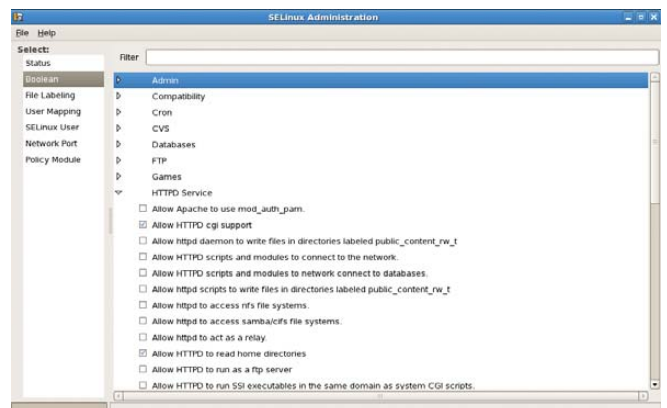 SELinux Administration
File Help
Select:
Status
Boolean
File Labeling
User Mapping
SELinux User
Network Port
Policy Module
Filter
Admin
Compatibility
Cron
CVS
Databases
FTP
Games
HTTPD Service
Allow Apache to use mod_auth_pam.
Allow HTTPD cgi support
Allow httpd daemon to write files in directories labeled public_content_rw_t
Allow HTTPD scripts and modules to connect to the network.
Allow HTTPD scripts and modules to network connect to databases.
Allow httpd scripts to write files in directories labeled public_content_rw_t
Allow httpd to access nfs file systems.
Allow httpd to access samba/cifs file systems.
Allow httpd to act as a relay.
Allow HTTPD to read home directories
Allow HTTPD to run as a ftp server
Allow HTTPD to run SSI executables in the same domain as system CGI scripts.